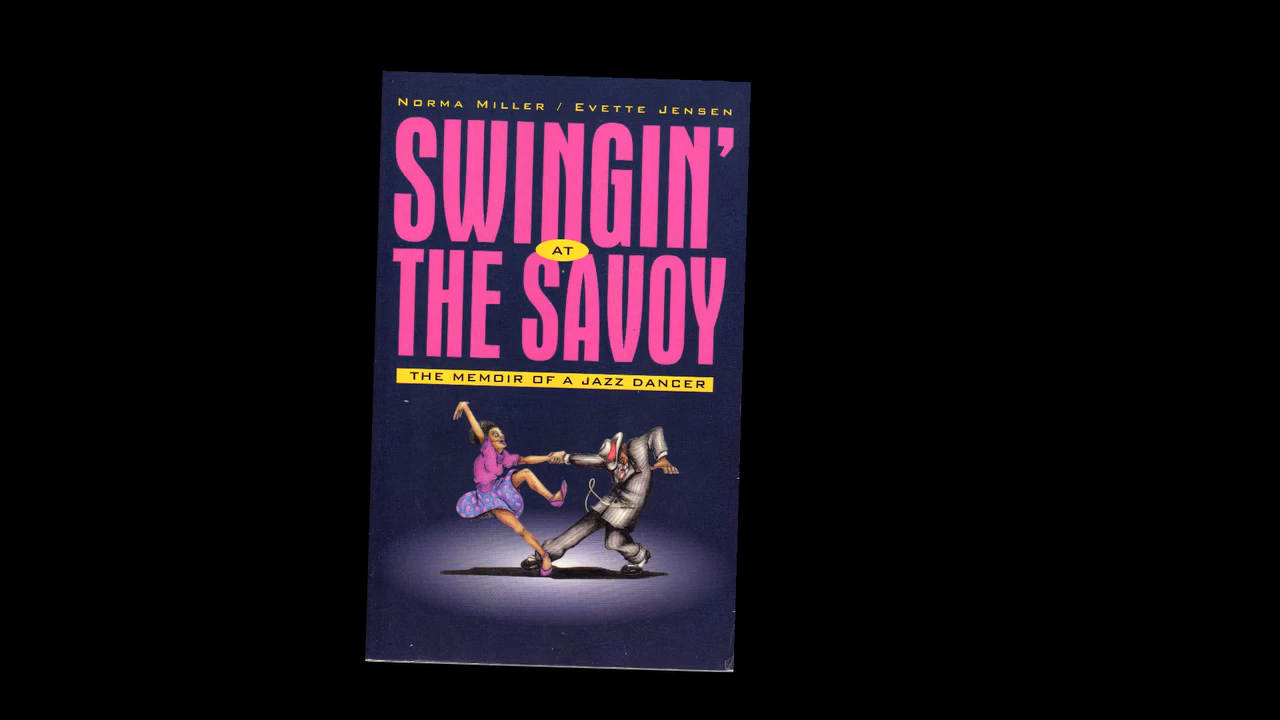 NORMA MILLER / EVETTE JENSEN
SWINGIN'
AT
THE SAVOY
THE MEMOIR OF A JAZZ DANCER